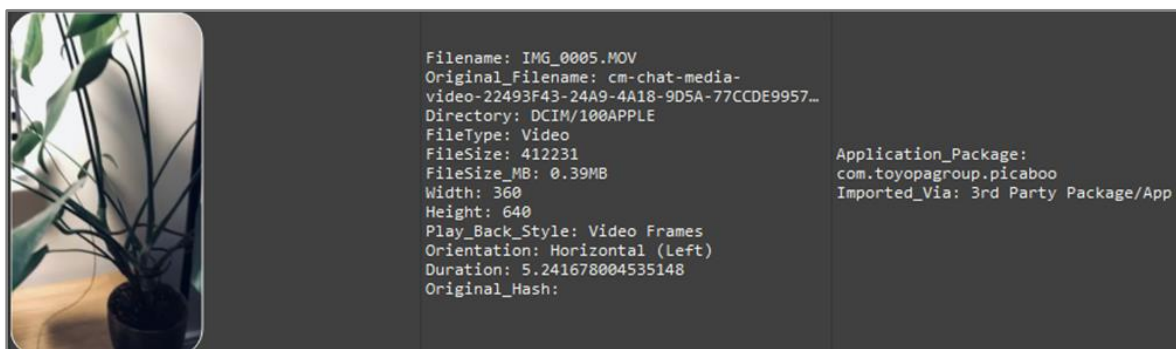 Filename: IMG_0005.MOV
Original_Filename: cm-chat-media-
video-22493F43-24A9-4A18-9D5A-77CCDE9957…
Directory: DCIM/100APPLE
FileType: Video
FileSize: 412231
FileSize_MB: 0.39MB
Width: 360
Height: 640
Play_Back_Style: Video Frames
Orientation: Horizontal (Left)
Duration: 5.241678004535148
Original_Hash:
Application_Package:
com.toyopagroup.picaboo
Imported_Via: 3rd Party Package/App